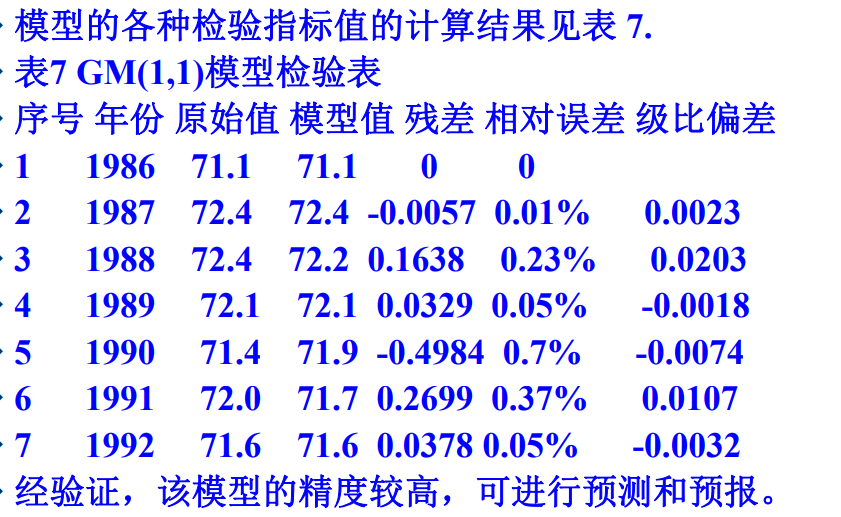 模型的各种检验指标值的计算结果见表 7.
表7 GM(1,1)模型检验表
序号 年份 原始值 模型值 残差 相对误差 级比偏差
1 1986 71.1 71.1 0 0
2 1987 72.4 72.4 -0.0057 0.01% 0.0023
3 1988 72.4 72.2 0.1638 0.23% 0.0203
4 1989 72.1 72.1 0.0329 0.05% -0.0018
5 1990 71.4 71.9 -0.4984 0.7% -0.0074
6 1991 72.0 71.7 0.2699 0.37% 0.0107
7 1992 71.6 71.6 0.0378 0.05% -0.0032
经验证，该模型的精度较高，可进行预测和预报。